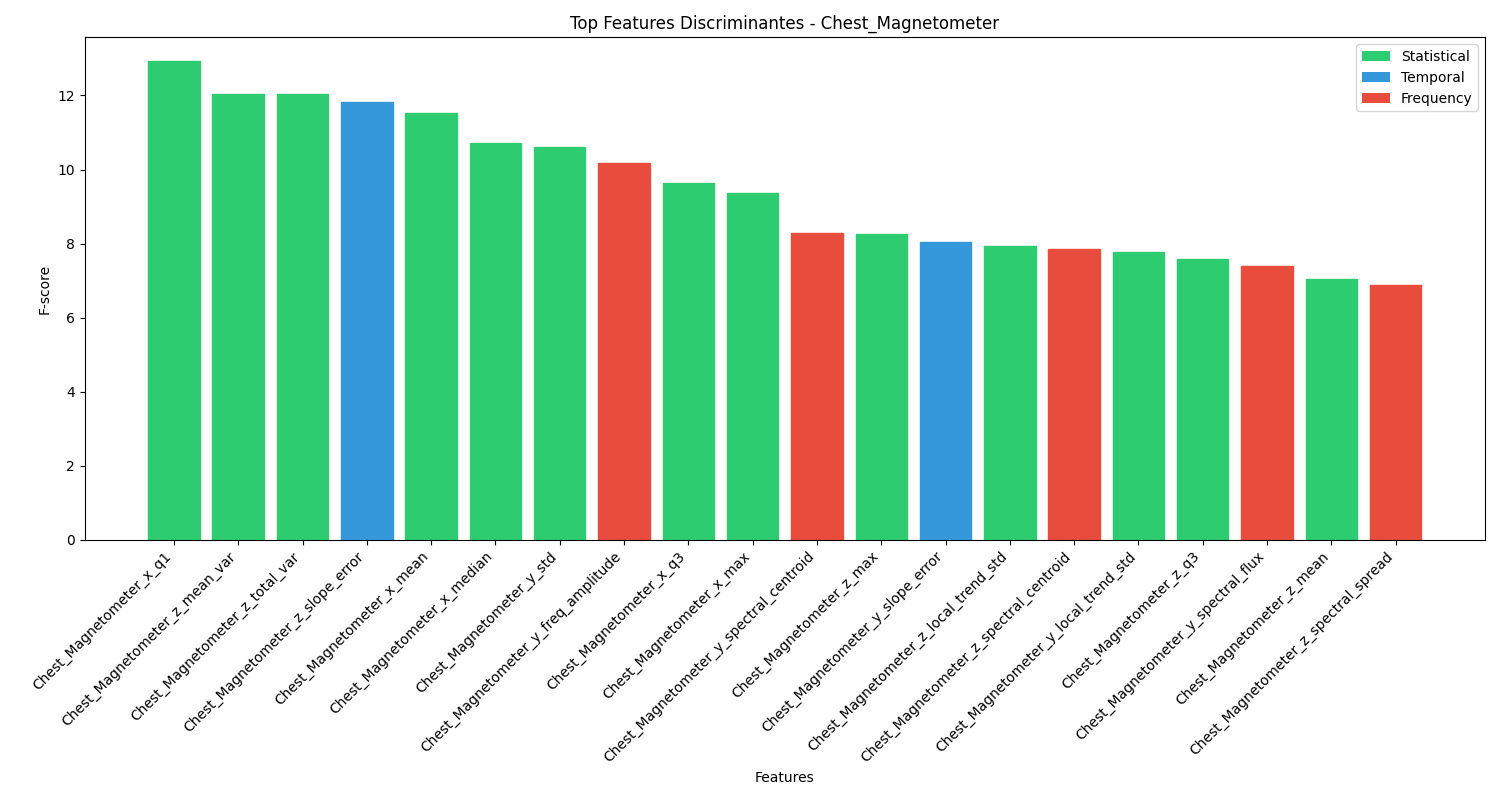 Top Features Discriminantes - Chest_Magnetometer
Statistical
Temporal
Frequency
F-score
12
10
8
6
4
2
0
Chest_Magnetometer_x_q1
Chest_Magnetometer_z_mean_var
Chest_Magnetometer_z_total_var
Chest_Magnetometer_z_slope_error
Chest_Magnetometer_x_mean
Chest_Magnetometer_x_median
Chest_Magnetometer_y_std
Chest_Magnetometer_y_freq_amplitude
Chest_Magnetometer_x_q3
Chest_Magnetometer_x_max
Chest_Magnetometer_y_spectral_centroid
Chest_Magnetometer_z_max
Chest_Magnetometer_y_slope_error
Chest_Magnetometer_z_local_trend_std
Chest_Magnetometer_z_spectral_centroid
Chest_Magnetometer_y_local_trend_std
Chest_Magnetometer_z_q3
Chest_Magnetometer_y_spectral_flux
Chest_Magnetometer_z_mean
Chest_Magnetometer_z_spectral_spread
Features